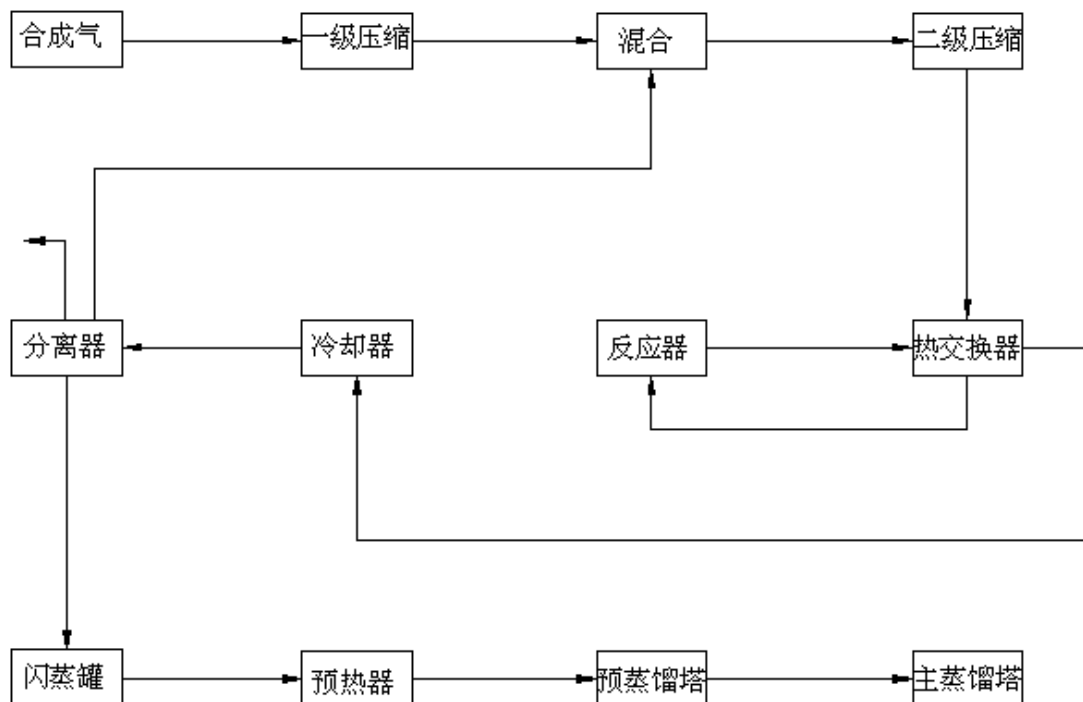 合成气
一级压缩
混合
二级压缩
分离器
冷却器
反应器
热交换器
闪蒸罐
预热器
预蒸馏塔
主蒸馏塔